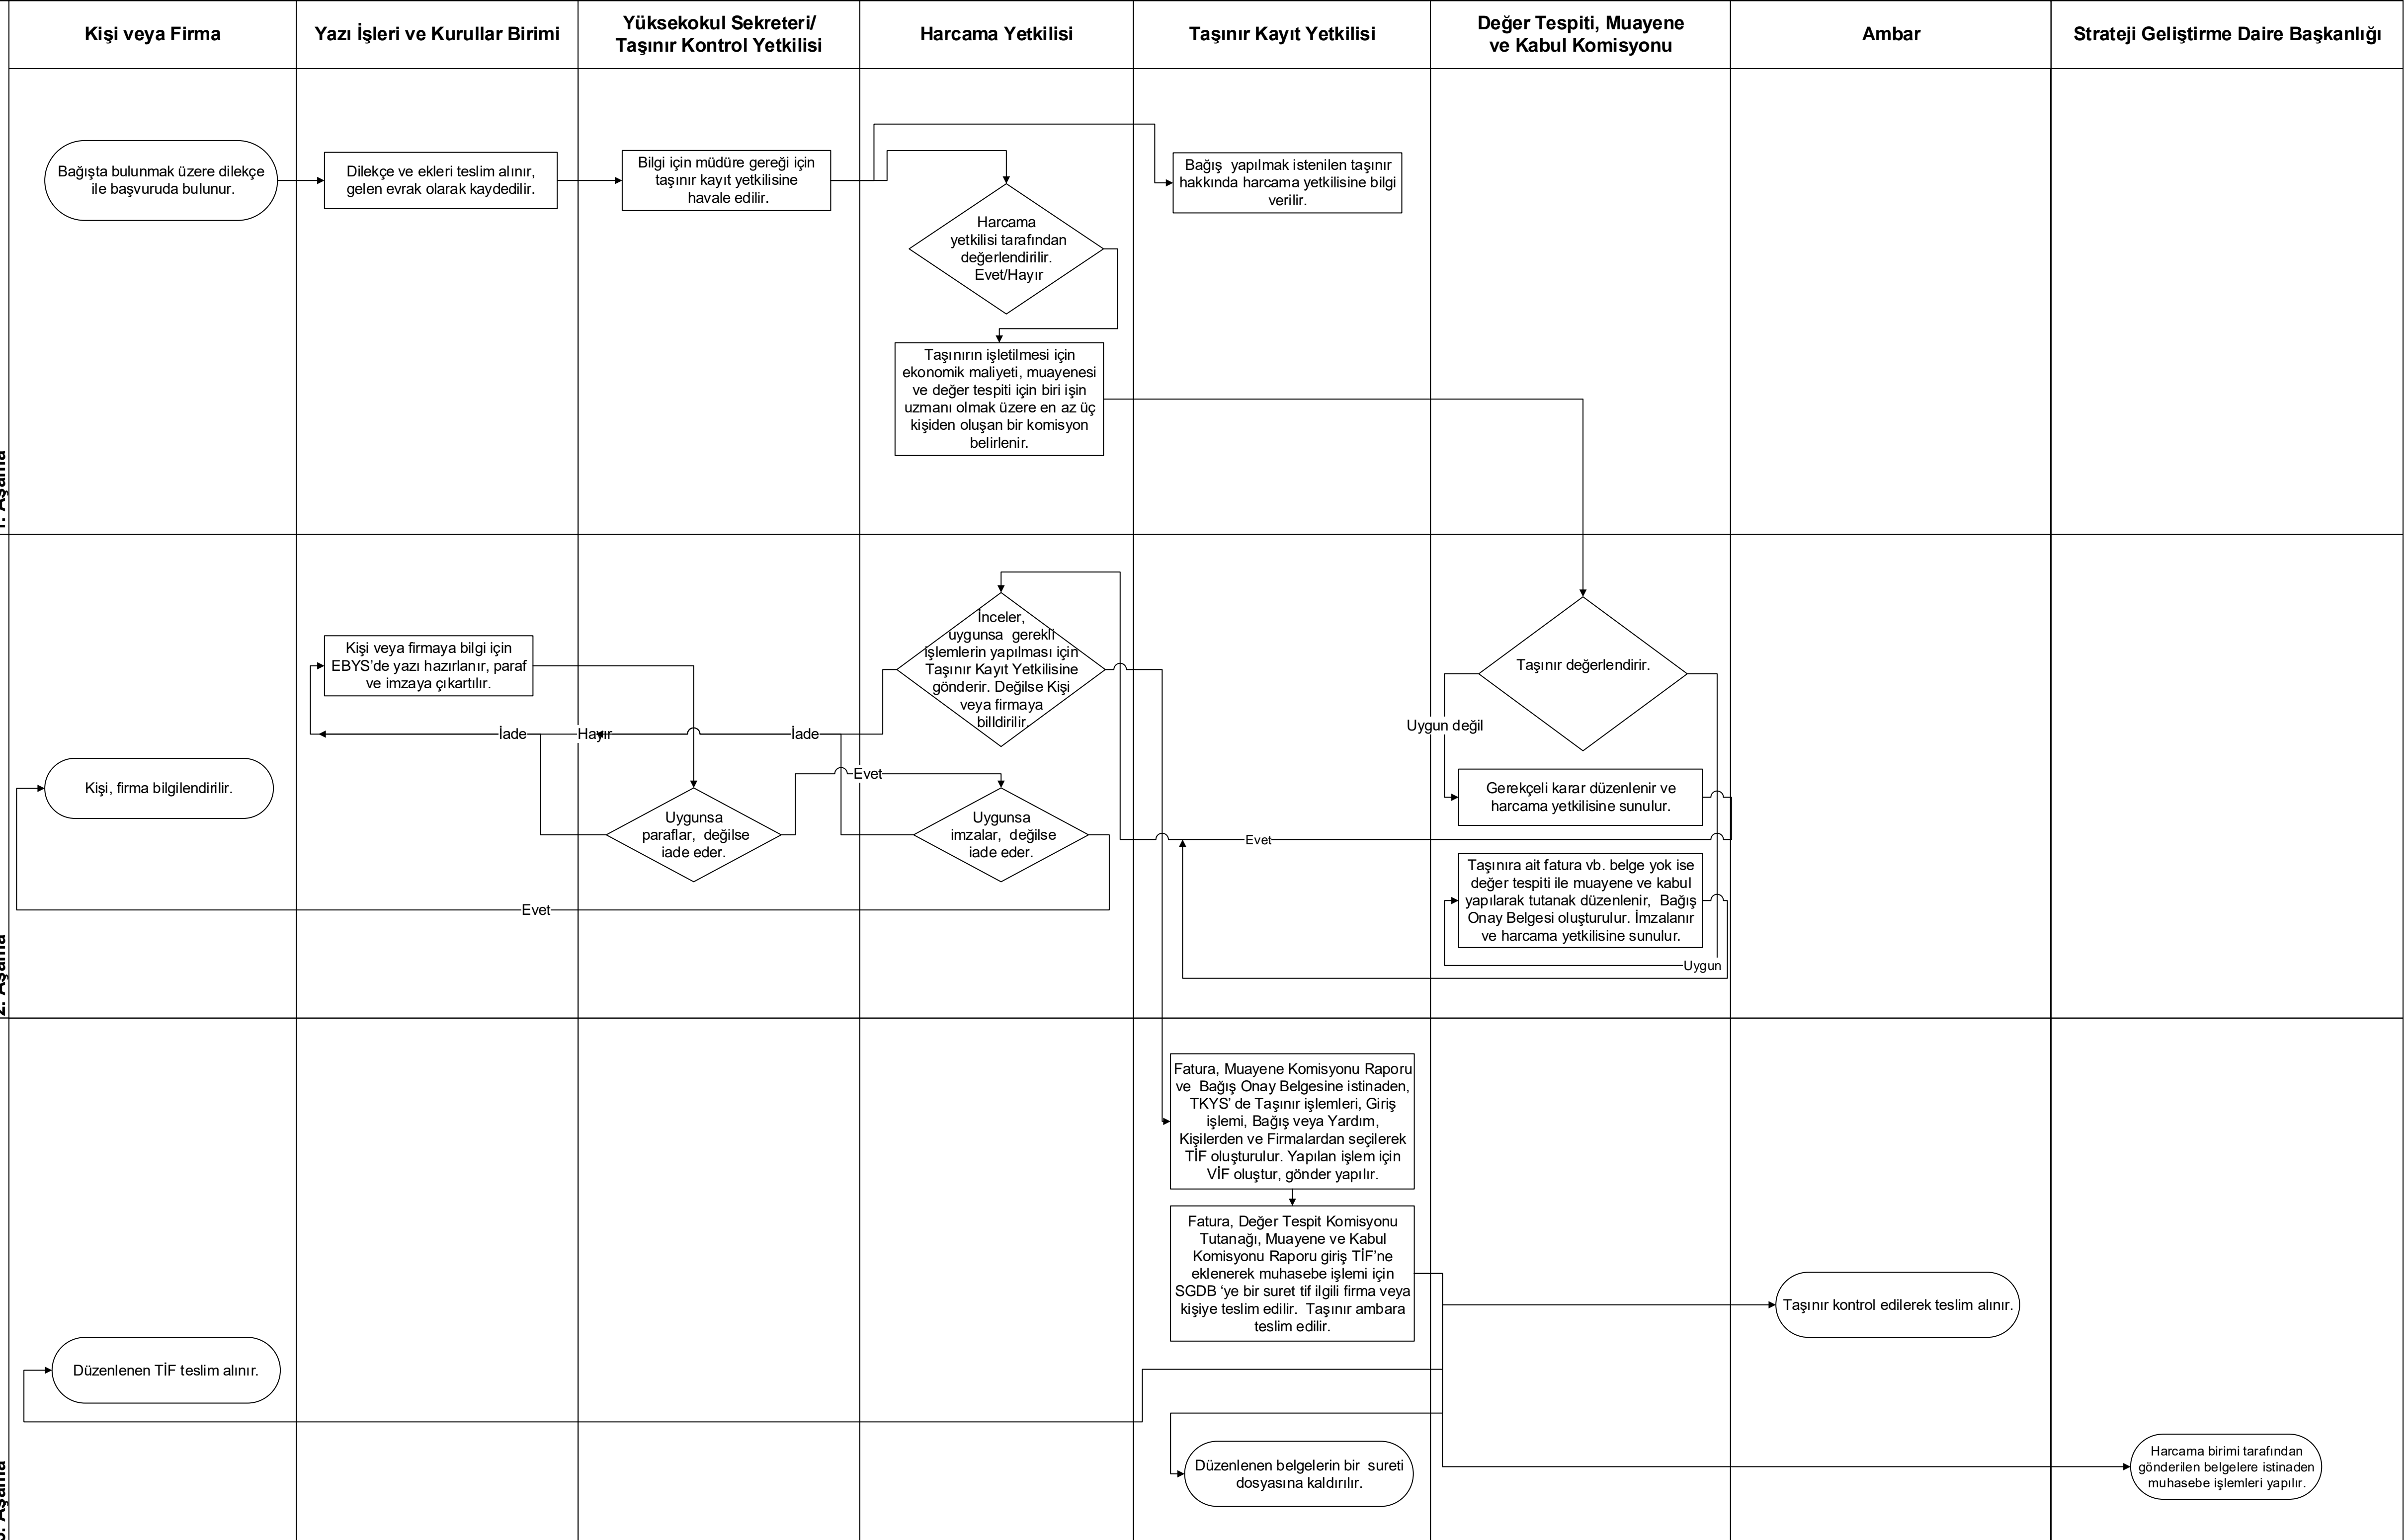 Kişi veya Firma
Yazı İşleri ve Kurullar Birimi
Yüksekokul Sekreteri/
Taşınır Kontrol Yetkilisi
Harcama Yetkilisi
Taşınır Kayıt Yetkilisi
Değer Tespiti, Muayene
ve Kabul Komisyonu
Ambar
Strateji Geliştirme Daire Başkanlığı
1. Aşama
Bağışta bulunmak üzere dilekçe
ile başvuruda bulunur.
Dilekçe ve ekleri teslim alınır,
gelen evrak olarak kaydedilir.
Bilgi için müdüre gereği için
taşınır kayıt yetkilisine
havale edilir.
Harcama
yetkilisi tarafından
değerlendirilir.
Evet/Hayır
Bağış  yapılmak istenilen taşınır
hakkında harcama yetkilisine bilgi
verilir.
Taşınırın işletilmesi için
ekonomik maliyeti, muayenesi
ve değer tespiti için biri işin
uzmanı olmak üzere en az üç
kişiden oluşan bir komisyon
belirlenir.
2. Aşama
Kişi veya firmaya bilgi için
EBYS’de yazı hazırlanır, paraf
ve imzaya çıkartılır.
İnceler,
uygunsa  gerekli
işlemlerin yapılması için
Taşınır Kayıt Yetkilisine
gönderir. Değilse Kişi
veya firmaya
billdirilir.
Taşınır değerlendirir.
Uygun değil
İade
Hayır
İade
Evet
Kişi, firma bilgilendirilir.
Uygunsa
paraflar,  değilse
iade eder.
Uygunsa
imzalar,  değilse
iade eder.
Gerekçeli karar düzenlenir ve
harcama yetkilisine sunulur.
Evet
Taşınıra ait fatura vb. belge yok ise
değer tespiti ile muayene ve kabul
yapılarak tutanak düzenlenir,  Bağış
Onay Belgesi oluşturulur. İmzalanır
ve harcama yetkilisine sunulur.
Evet
Uygun
3. Aşama
Fatura, Muayene Komisyonu Raporu
ve  Bağış Onay Belgesine istinaden,
TKYS’ de Taşınır işlemleri, Giriş
işlemi, Bağış veya Yardım,
Kişilerden ve Firmalardan seçilerek
TİF oluşturulur. Yapılan işlem için
VİF oluştur, gönder yapılır.
Fatura, Değer Tespit Komisyonu
Tutanağı, Muayene ve Kabul
Komisyonu Raporu giriş TİF’ne
eklenerek muhasebe işlemi için
SGDB ‘ye bir suret tif ilgili firma veya
kişiye teslim edilir.  Taşınır ambara
teslim edilir.
Taşınır kontrol edilerek teslim alınır.
Düzenlenen TİF teslim alınır.
Düzenlenen belgelerin bir  sureti
dosyasına kaldırılır.
Harcama birimi tarafından
gönderilen belgelere istinaden
muhasebe işlemleri yapılır.